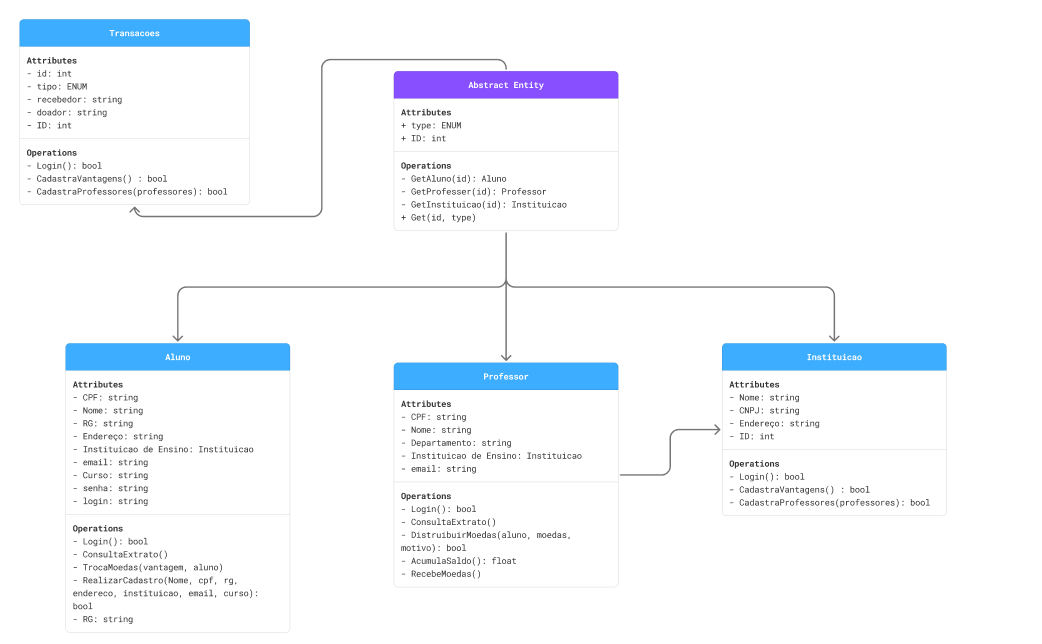 Transacoes
Attributes
- id: int
- tipo: ENUM
- recebedor: string
- doador: string
- ID: int
Operations
- Login(): bool
- CadastraVantagens() : bool
- CadastraProfessores(professores): bool
Abstract Entity
Attributes
+ type: ENUM
+ ID: int
Operations
- GetAluno(id): Aluno
- GetProfesser(id): Professor
- GetInstituicao(id): Instituicao
+ Get(id, type)
Aluno
Attributes
- CPF: string
- Nome: string
- RG: string
- Endereço: string
- Instituicao de Ensino: Instituicao
- email: string
- Curso: string
- senha: string
- login: string
Operations
- Login(): bool
- ConsultaExtrato()
- TrocaMoedas(vantagem, aluno)
- RealizarCadastro(Nome, cpf, rg,
endereco, instituicao, email, curso):
bool
- RG: string
Professor
Attributes
- CPF: string
- Nome: string
- Departamento: string
- Instituicao de Ensino: Instituicao
- email: string
Operations
- Login(): bool
- ConsultaExtrato()
- DistruibuirMoedas(aluno, moedas,
motivo): bool
- AcumulaSaldo(): float
- RecebeMoedas()
Instituicao
Attributes
- Nome: string
- CNPJ: string
- Endereço: string
- ID: int
Operations
- Login(): bool
- CadastraVantagens() : bool
- CadastraProfessores(professores): bool